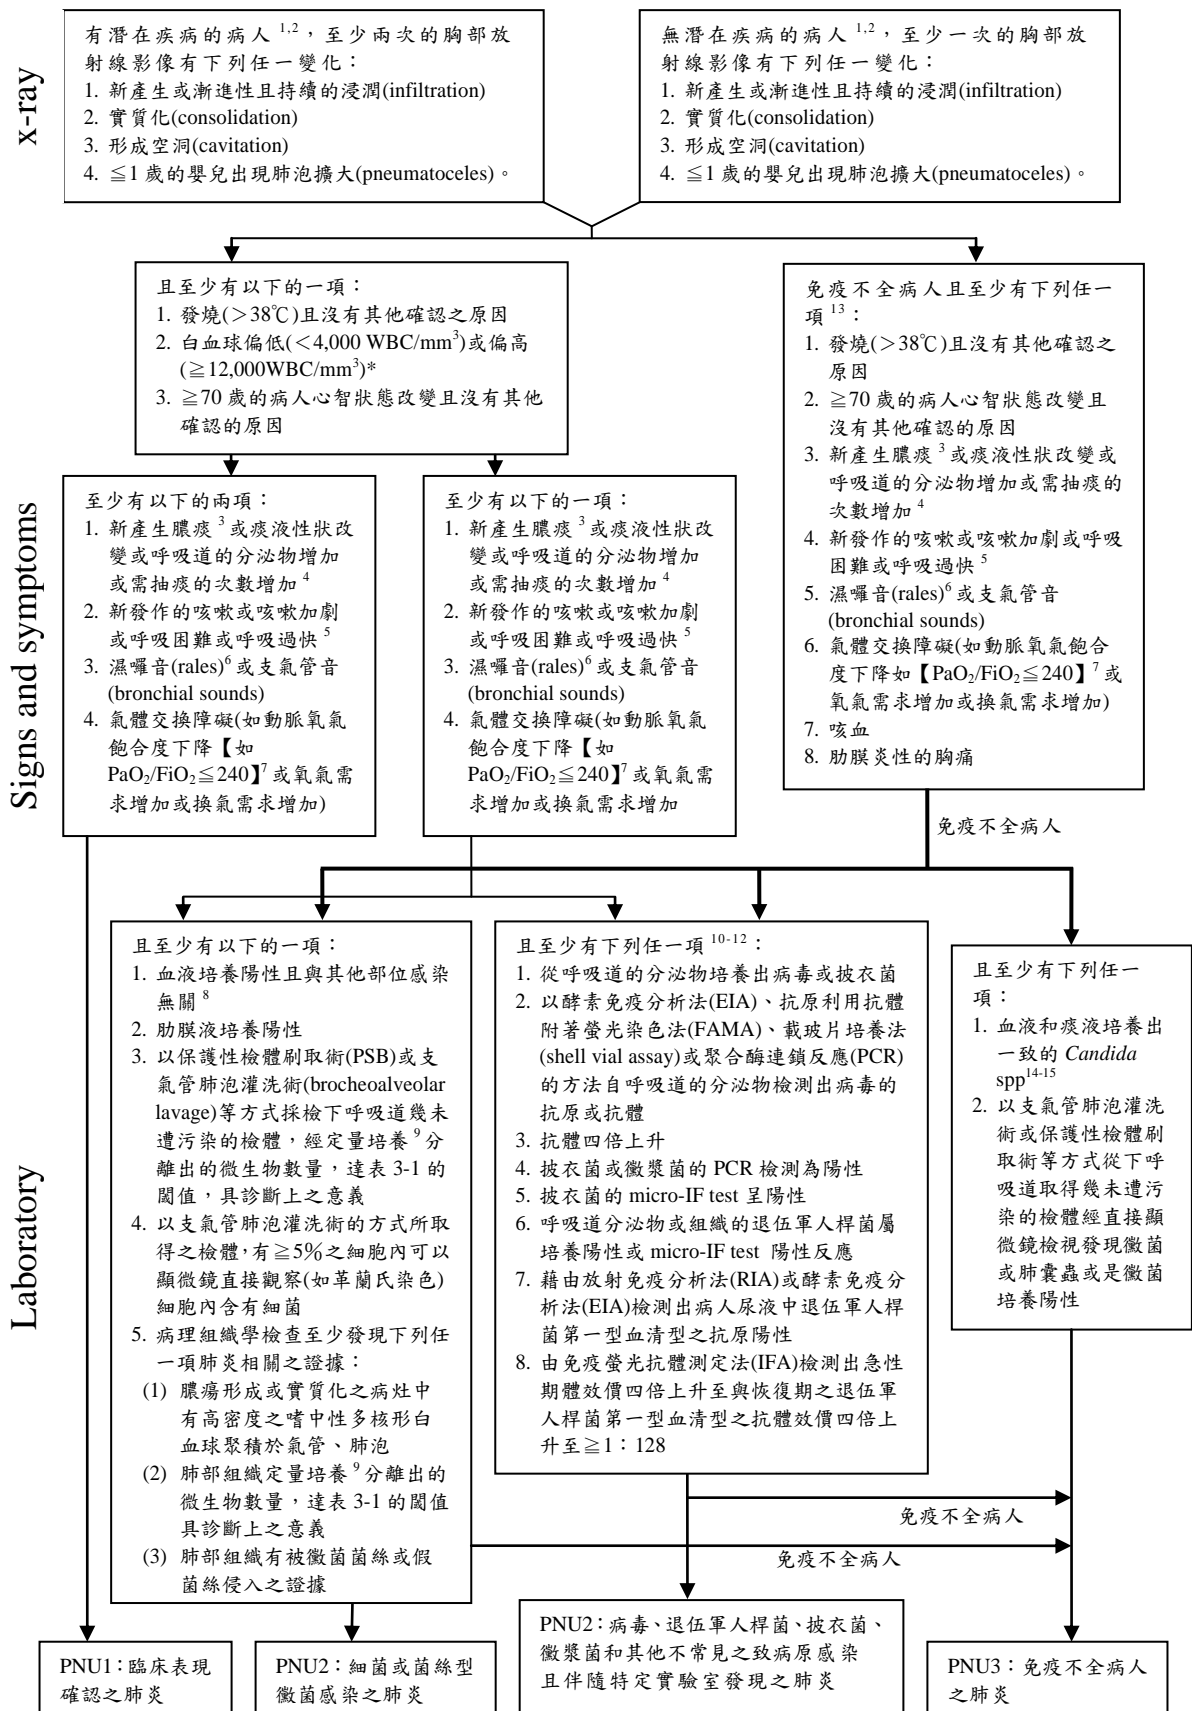 x-ray
有潛在疾病的病人 1,2，至少兩次的胸部放
射線影像有下列任一變化：
1. 新產生或漸進性且持續的浸潤(infiltration)
2. 實質化(consolidation)
3. 形成空洞(cavitation)
4. ≦1 歲的嬰兒出現肺泡擴大(pneumatoceles)。
無潛在疾病的病人 1,2，至少一次的胸部放
射線影像有下列任一變化：
1. 新產生或漸進性且持續的浸潤(infiltration)
2. 實質化(consolidation)
3. 形成空洞(cavitation)
4. ≦1 歲的嬰兒出現肺泡擴大(pneumatoceles)。
Signs and symptoms
且至少有以下的一項：
1. 發燒(＞38℃)且沒有其他確認之原因
2. 白血球偏低(＜4,000 WBC/mm3)或偏高
(≧12,000WBC/mm3)*
3. ≧70 歲的病人心智狀態改變且沒有其他
確認的原因
至少有以下的兩項：
1. 新產生膿痰 3 或痰液性狀改
變或呼吸道的分泌物增加
或需抽痰的次數增加 4
2. 新發作的咳嗽或咳嗽加劇
或呼吸困難或呼吸過快 5
3. 濕囉音(rales)6 或支氣管音
(bronchial sounds)
4. 氣體交換障礙(如動脈氧氣
飽合度下降【如
PaO2/FiO2≦240】7 或氧氣需
求增加或換氣需求增加)
至少有以下的一項：
1. 新產生膿痰 3 或痰液性狀改
變或呼吸道的分泌物增加
或需抽痰的次數增加 4
2. 新發作的咳嗽或咳嗽加劇
或呼吸困難或呼吸過快 5
3. 濕囉音(rales)6 或支氣管音
(bronchial sounds)
4. 氣體交換障礙(如動脈氧氣
飽合度下降【如
PaO2/FiO2≦240】7 或氧氣需
求增加或換氣需求增加
免疫不全病人且至少有下列任一
項 13：
1. 發燒(＞38℃)且沒有其他確認之
原因
2. ≧70 歲的病人心智狀態改變且
沒有其他確認的原因
3. 新產生膿痰 3 或痰液性狀改變或
呼吸道的分泌物增加或需抽痰的
次數增加 4
4. 新發作的咳嗽或咳嗽加劇或呼吸
困難或呼吸過快 5
5. 濕囉音(rales)6 或支氣管音
(bronchial sounds)
6. 氣體交換障礙(如動脈氧氣飽合
度下降如【PaO2/FiO2≦240】7 或
氧氣需求增加或換氣需求增加)
7. 咳血
8. 肋膜炎性的胸痛
免疫不全病人
Laboratory
且至少有以下的一項：
1. 血液培養陽性且與其他部位感染
無關 8
2. 肋膜液培養陽性
3. 以保護性檢體刷取術(PSB)或支
氣管肺泡灌洗術(brocheoalveolar
lavage)等方式採檢下呼吸道幾未
遭污染的檢體，經定量培養 9 分
離出的微生物數量，達表 3-1 的
閾值，具診斷上之意義
4. 以支氣管肺泡灌洗術的方式所取
得之檢體，有≧5%之細胞內可以
顯微鏡直接觀察(如革蘭氏染色)
細胞內含有細菌
5. 病理組織學檢查至少發現下列任
一項肺炎相關之證據：
(1) 膿瘍形成或實質化之病灶中
有高密度之嗜中性多核形白
血球聚積於氣管、肺泡
(2) 肺部組織定量培養 9 分離出的
微生物數量，達表 3-1 的閾值
具診斷上之意義
(3) 肺部組織有被黴菌菌絲或假
菌絲侵入之證據
且至少有下列任一項 10-12：
1. 從呼吸道的分泌物培養出病毒或披衣菌
2. 以酵素免疫分析法(EIA)、抗原利用抗體
附著螢光染色法(FAMA)、載玻片培養法
(shell vial assay)或聚合酶連鎖反應(PCR)
的方法自呼吸道的分泌物檢測出病毒的
抗原或抗體
3. 抗體四倍上升
4. 披衣菌或黴漿菌的 PCR 檢測為陽性
5. 披衣菌的 micro-IF test 呈陽性
6. 呼吸道分泌物或組織的退伍軍人桿菌屬
培養陽性或 micro-IF test 陽性反應
7. 藉由放射免疫分析法(RIA)或酵素免疫分
析法(EIA)檢測出病人尿液中退伍軍人桿
菌第一型血清型之抗原陽性
8. 由免疫螢光抗體測定法(IFA)檢測出急性
期體效價四倍上升至與恢復期之退伍軍
人桿菌第一型血清型之抗體效價四倍上
升至≧1：128
且至少有下列任一
項：
1. 血液和痰液培養出
一致的 Candida
spp14-15
2. 以支氣管肺泡灌洗
術或保護性檢體刷
取術等方式從下呼
吸道取得幾未遭污
染的檢體經直接顯
微鏡檢視發現黴菌
或肺囊蟲或是黴菌
培養陽性
免疫不全病人
免疫不全病人
PNU1：臨床表現
確認之肺炎
PNU2：細菌或菌絲型
黴菌感染之肺炎
PNU2：病毒、退伍軍人桿菌、披衣菌、
黴漿菌和其他不常見之致病原感染
且伴隨特定實驗室發現之肺炎
PNU3：免疫不全病人
之肺炎